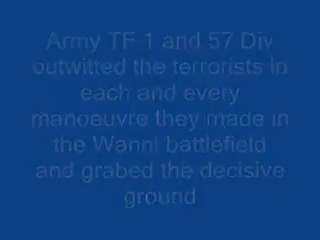 Army TF 1 and 57 Div
outwitted the terrorists in
each and every
manoeuvre they made in
the Wanni battlefield
and grabed the decisive
ground